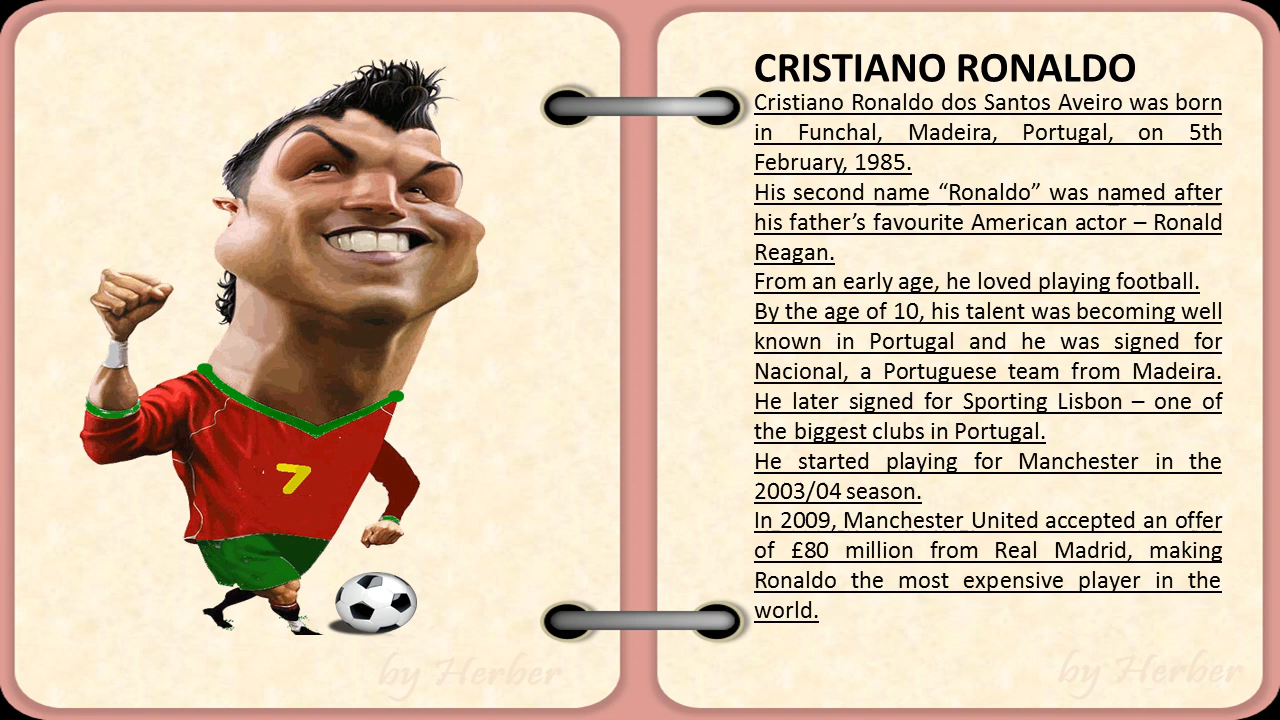 CRISTIANO RONALDO
Cristiano Ronaldo dos Santos Aveiro was born
in Funchal, Madeira, Portugal, on 5th
February, 1985.
His second name “Ronaldo” was named after
his father’s favourite American actor – Ronald
Reagan.
From an early age, he loved playing football.
By the age of 10, his talent was becoming well
known in Portugal and he was signed for
Nacional, a Portuguese team from Madeira.
He later signed for Sporting Lisbon – one of
the biggest clubs in Portugal.
He started playing for Manchester in the
2003/04 season.
In 2009, Manchester United accepted an offer
of £80 million from Real Madrid, making
Ronaldo the most expensive player in the
world.
7
by Herber
by Herber